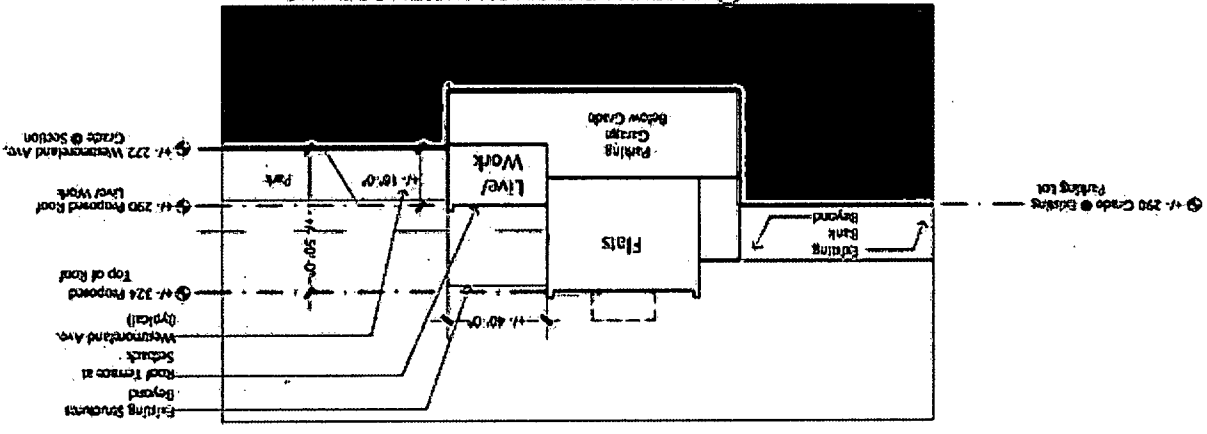 Existing Structures
Beyond
Roof Terrace at
Setback
Westmoreland Ave.
(typical)
+/- 324 Proposed
Top of Roof
+/- 290 Proposed Roof
Live/Work
+/- 272 Westmoreland Ave.
Grade @ Section
+/- 40'-0"
+/- 50'-0"
+/- 18'-0"
Park
Live/
Work
Flats
Parking
Garage
Below Grade
Existing
Bank
Beyond
+/- 290 Grade @ Existing
Parking Lot